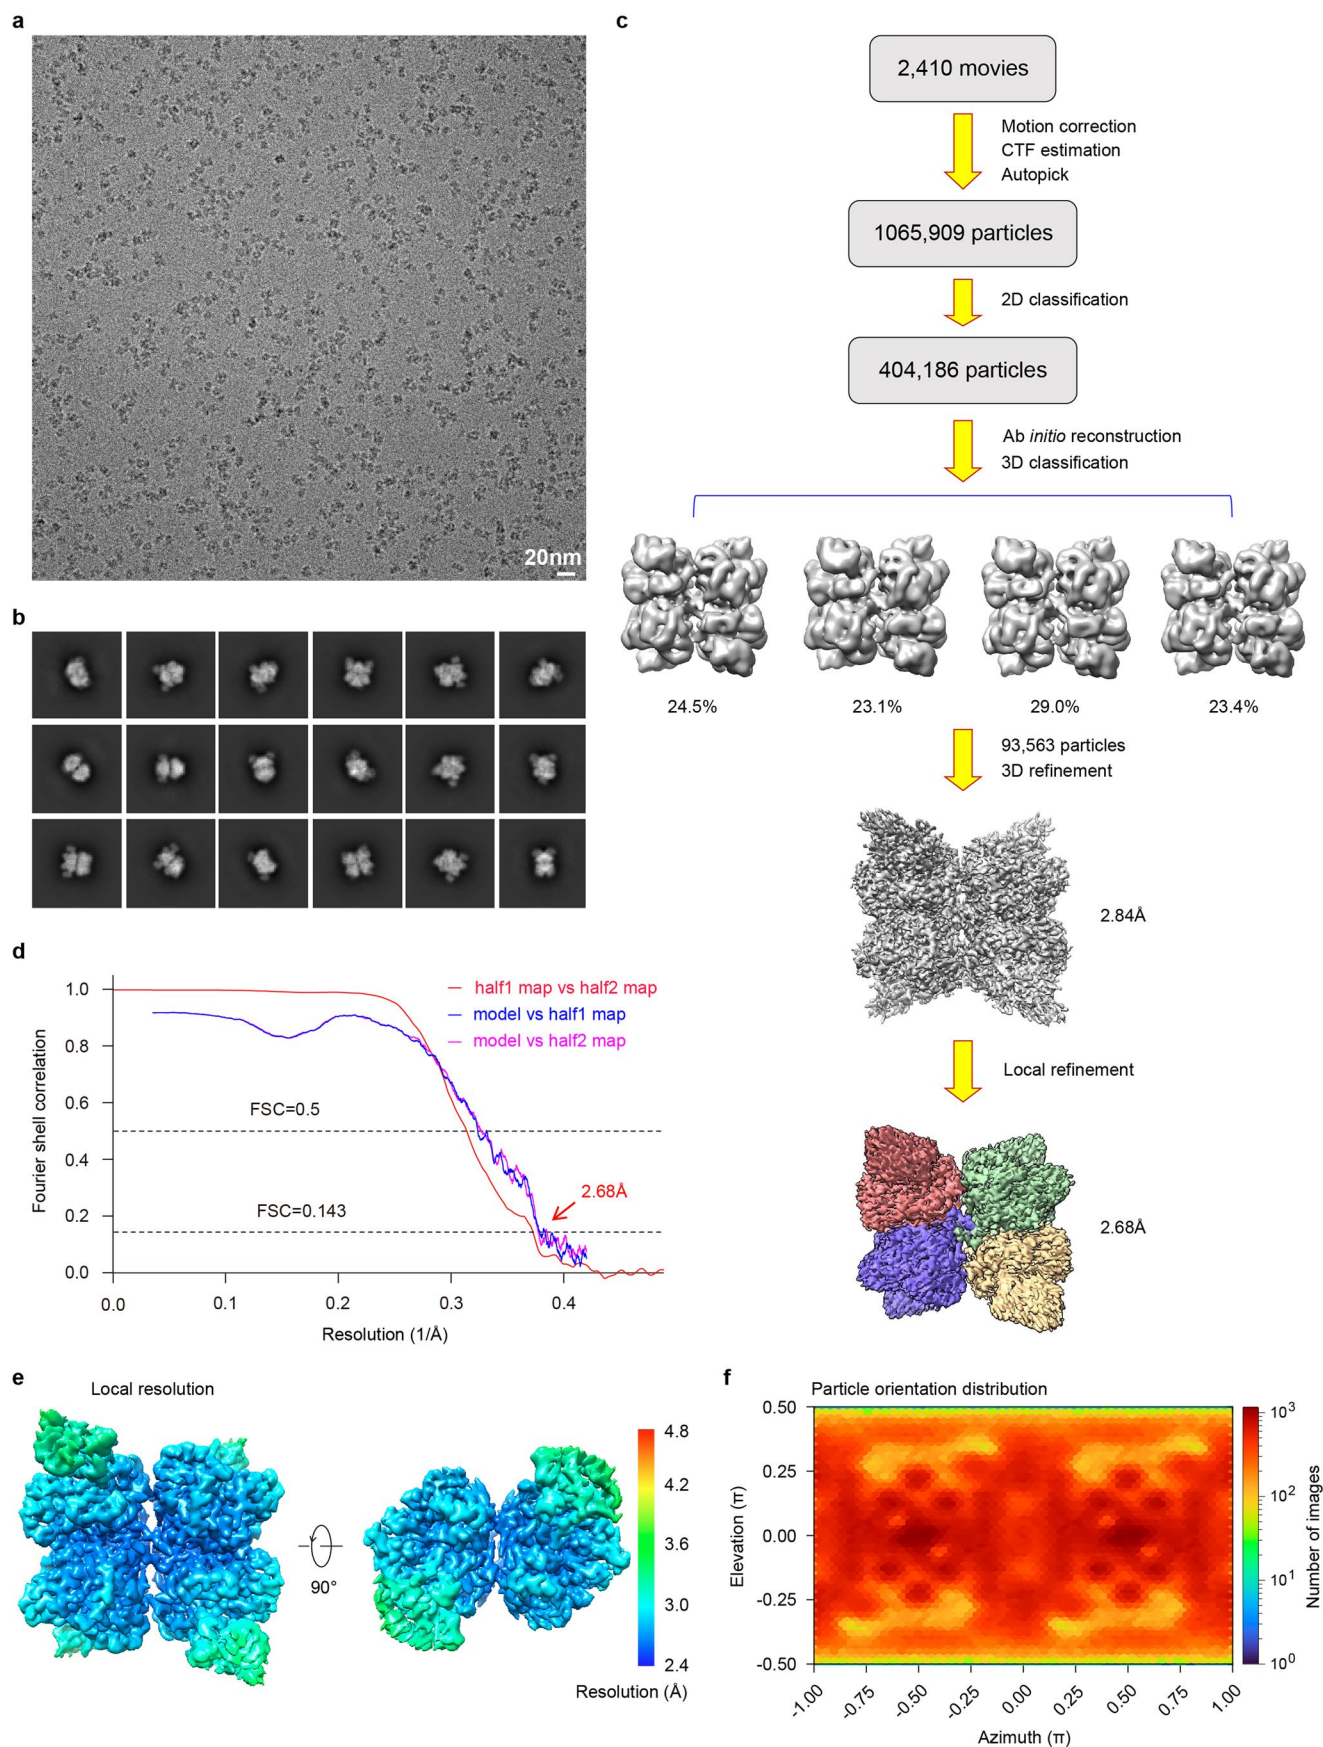 a
20nm
b
c
2,410 movies
Motion correction
CTF estimation
Autopick
1065,909 particles
2D classification
404,186 particles
Ab initio reconstruction
3D classification
24.5%
23.1%
29.0%
23.4%
93,563 particles
3D refinement
2.84Å
Local refinement
2.68Å
d
half1 map vs half2 map
model vs half1 map
model vs half2 map
FSC=0.5
FSC=0.143
2.68Å
Fourier shell correlation
1.0
0.8
0.6
0.4
0.2
0.0
0.0
0.1
0.2
0.3
0.4
Resolution (1/Å)
e
Local resolution
90°
4.8
4.2
3.6
3.0
2.4
Resolution (Å)
f
Particle orientation distribution
Elevation (π)
0.50
0.25
0.00
-0.25
-0.50
-1.00
-0.75
-0.50
-0.25
0.00
0.25
0.50
0.75
1.00
Azimuth (π)
10³
10²
10¹
10⁰
Number of images